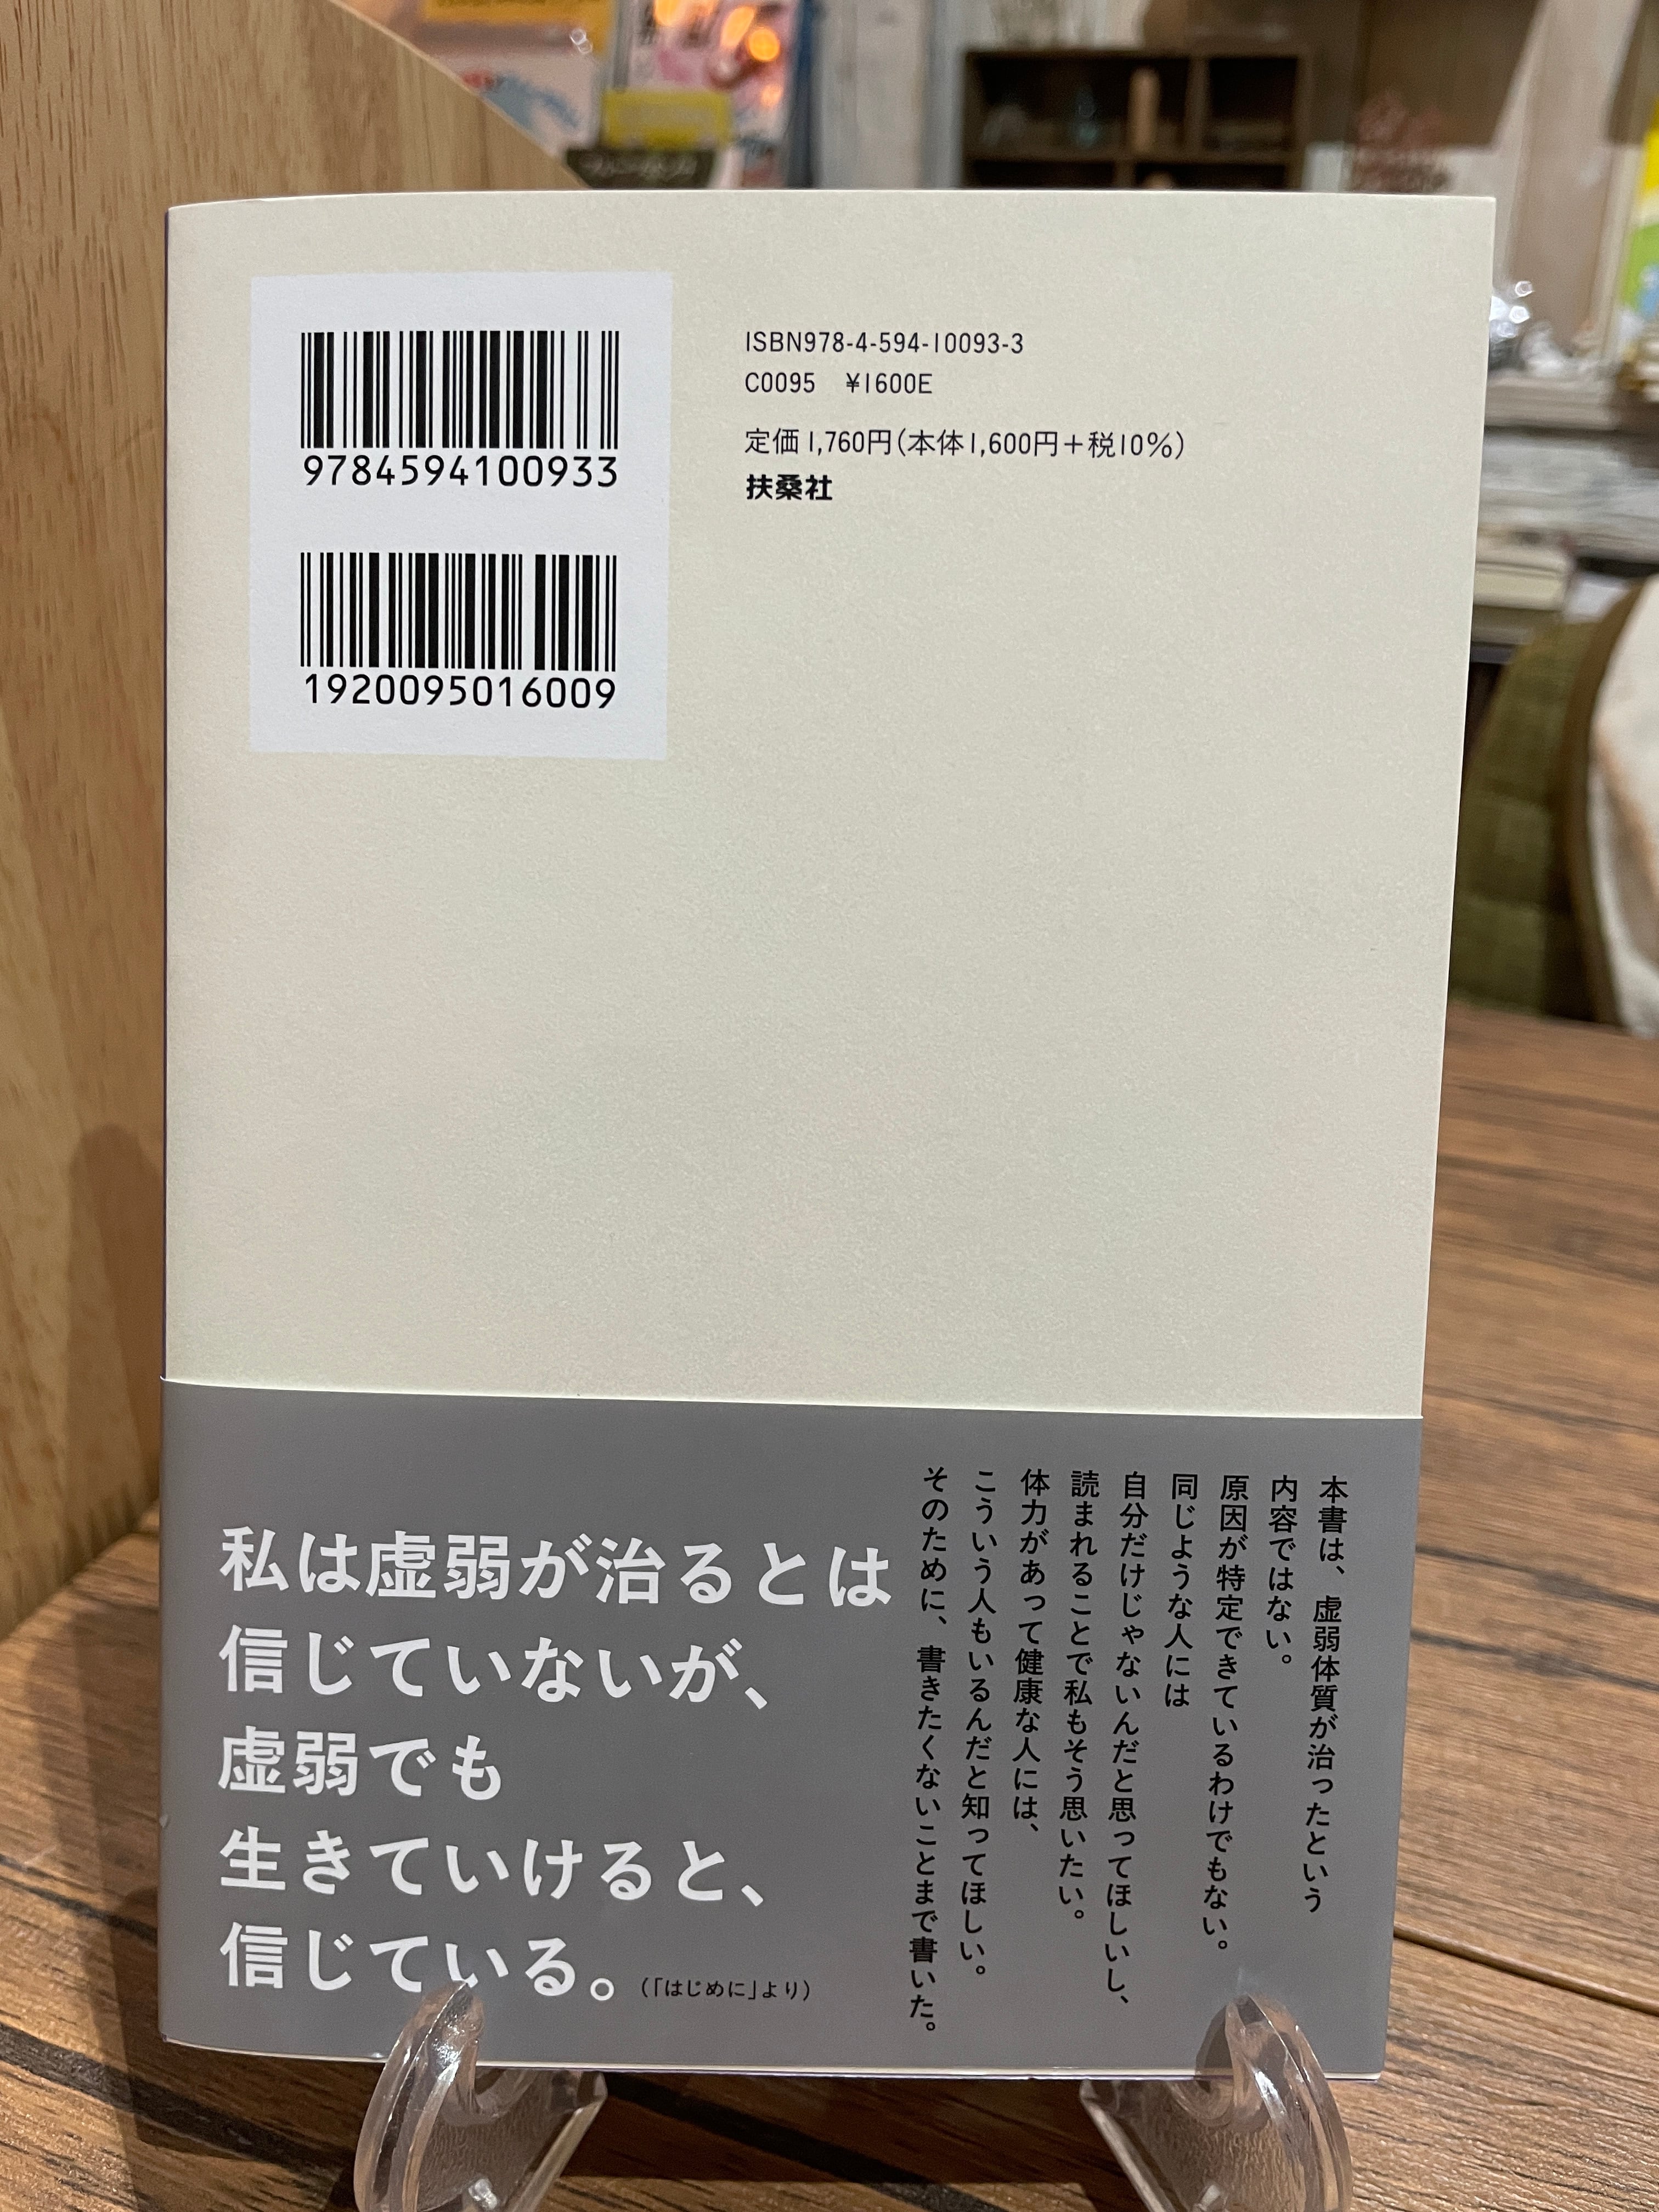 9784594100933
1920095016009
ISBN978-4-594-10093-3
C0095 ¥1600E
定価1,760円(本体1,600円+税10%)
扶桑社
本書は、虚弱体質が治ったという
内容ではない。
原因が特定できているわけでもない。
同じような人には
自分だけじゃないんだと思ってほしいし、
読まれることで私もそう思いたい。
体力があって健康な人には、
こういう人もいるんだと知ってほしい。
そのために、書きたくないことまで書いた。
私は虚弱が治るとは
信じていないが、
虚弱でも
生きていけると、
信じている。(「はじめに」より)